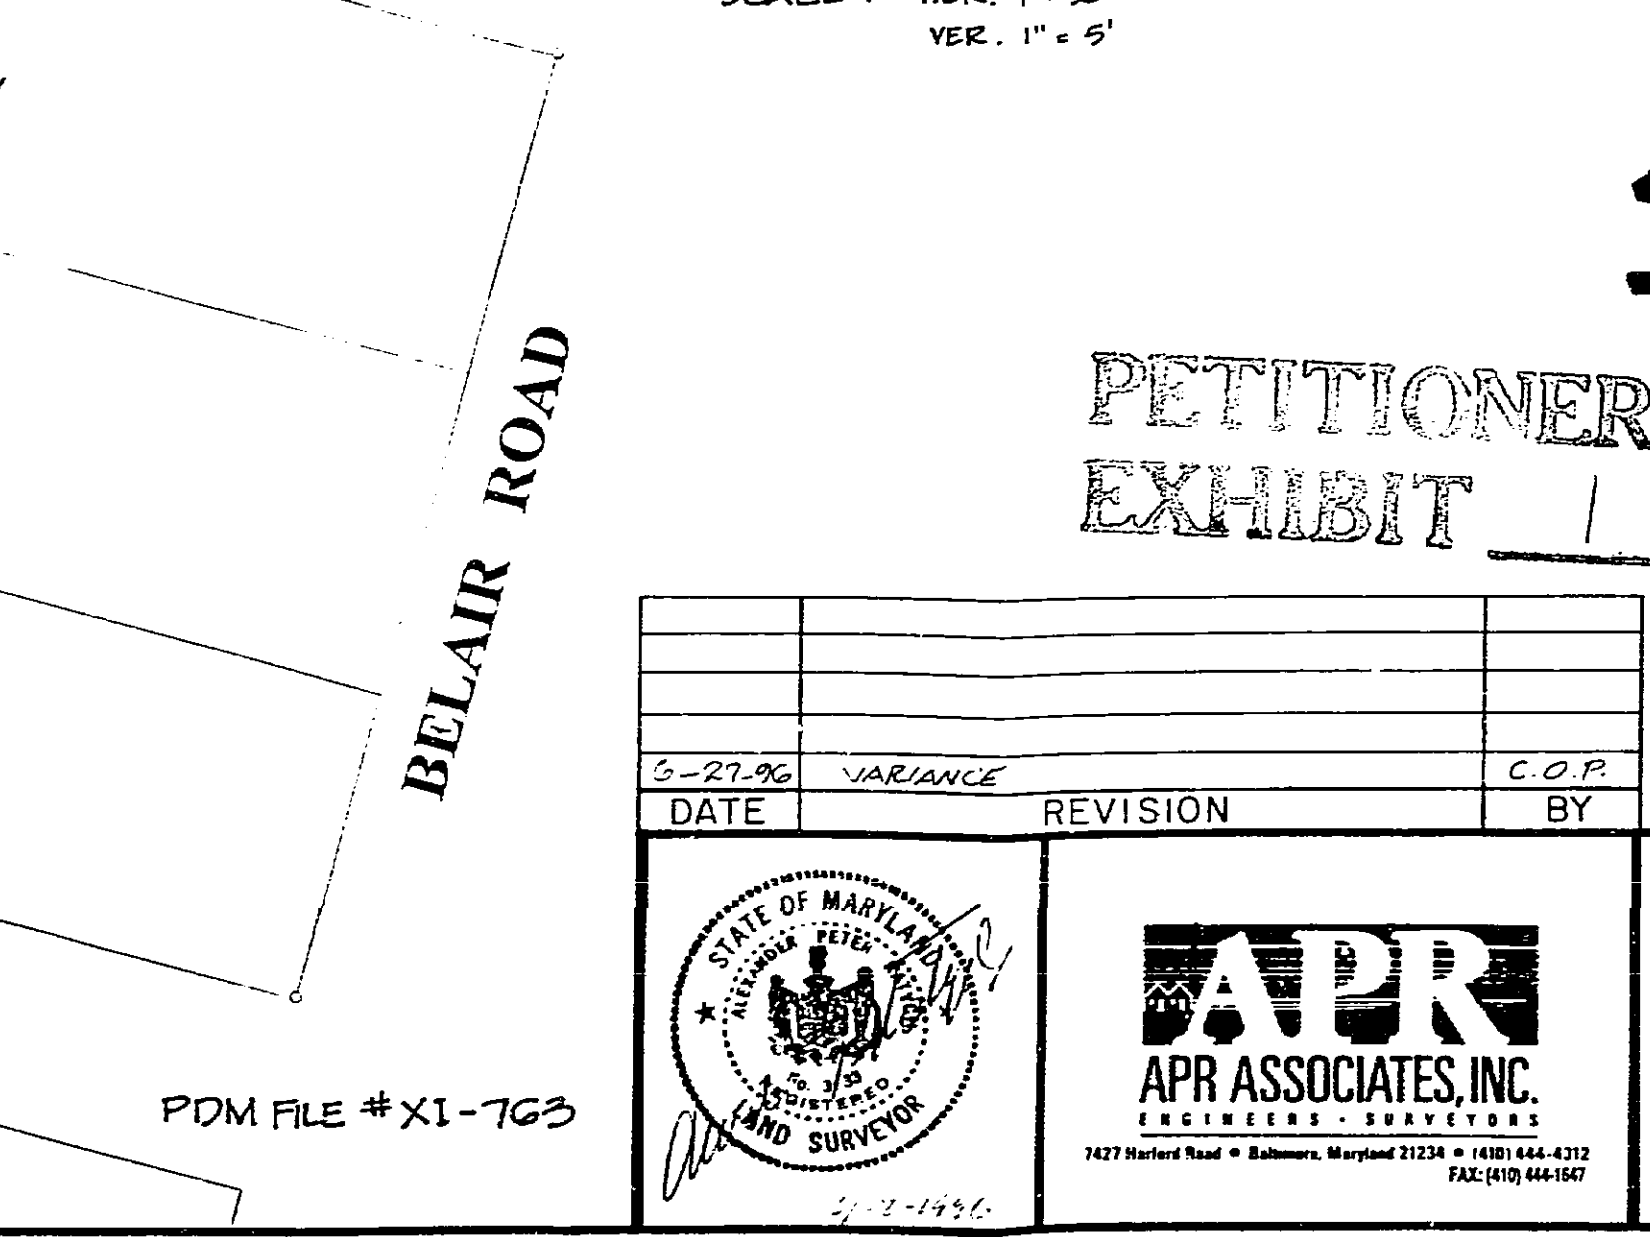 VER. 1" = 5'
BELAIR ROAD
PETITIONER
EXHIBIT 1
6-27-96 VARIANCE C.O.P.
DATE REVISION BY
STATE OF MARYLAND
ALEXANDER PETER
REGISTERED
LAND SURVEYOR
APR
APR ASSOCIATES, INC.
ENGINEERS · SURVEYORS
7427 Harford Road • Baltimore, Maryland 21234 • (410) 444-4312
FAX: (410) 444-1647
PDM FILE # XI-763